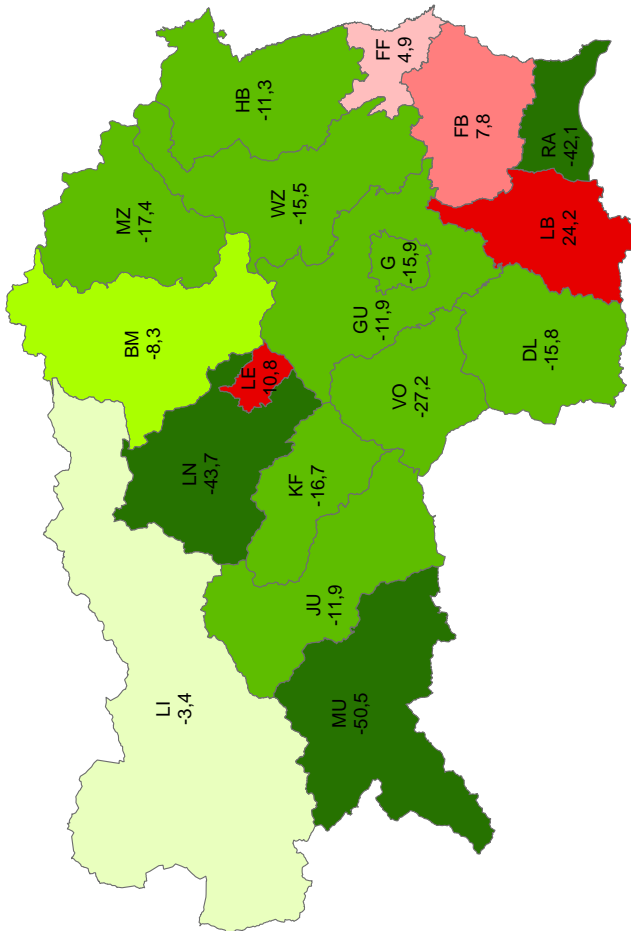 MZ
-17,4
BM
-8,3
LI
-3,4
LN
-43,7
HB
-11,3
LE
10,8
WZ
-15,5
KF
-16,7
JU
-11,9
MU
-50,5
GU
-11,9
FF
4,9
G
-15,9
VO
-27,2
FB
7,8
DL
-15,8
LB
24,2
RA
-42,1